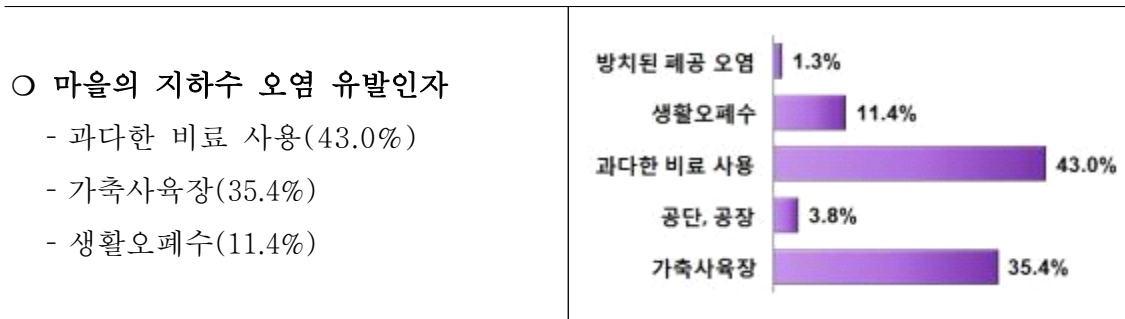 ❍ 마을의 지하수 오염 유발인자
- 과다한 비료 사용(43.0%)
- 가축사육장(35.4%)
- 생활오폐수(11.4%)
방치된 폐공 오염 1.3%
생활오폐수 11.4%
과다한 비료 사용 43.0%
공단, 공장 3.8%
가축사육장 35.4%